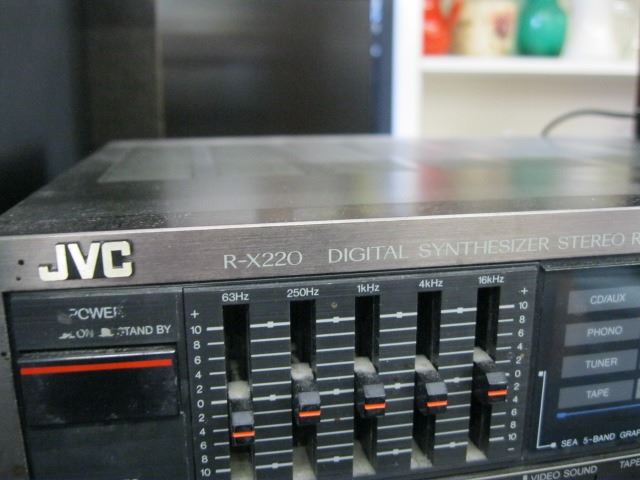 JVC
R-X220 DIGITAL SYNTHESIZER STEREO R
POWER
ON STAND BY
63Hz 250Hz 1kHz 4kHz 16kHz
+ +
10 10
8 8
6 6
4 4
2 2
0 0
2 2
4 4
6 6
8 8
10 10
CD/AUX
PHONO
TUNER
TAPE
SEA 5-BAND GRAP
VIDEO SOUND TAPE